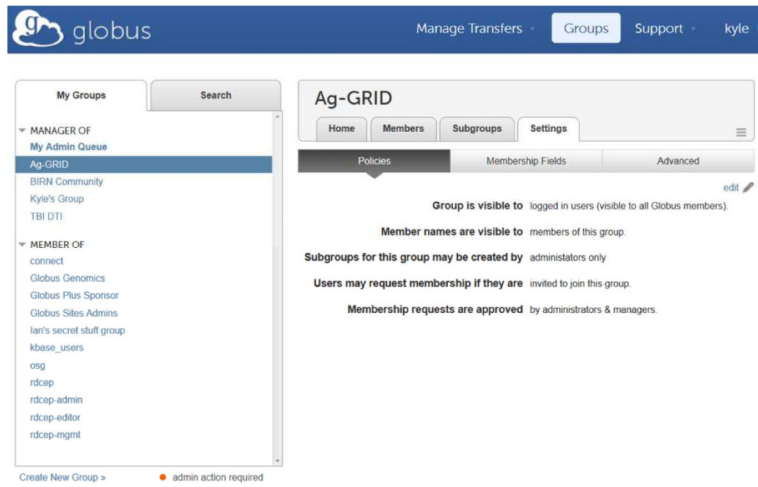 globus
Manage Transfers Groups Support kyle
My Groups Search
MANAGER OF
My Admin Queue
Ag-GRID
BIRN Community
Kyle's Group
TBI DTI
MEMBER OF
connect
Globus Genomics
Globus Plus Sponsor
Globus Sites Admins
Ian's secret stuff group
kbase_users
osg
rdcep
rdcep-admin
rdcep-editor
rdcep-mgmt
Create New Group » admin action required
Ag-GRID
Home Members Subgroups Settings
Policies Membership Fields Advanced
edit
Group is visible to logged in users (visible to all Globus members).
Member names are visible to members of this group.
Subgroups for this group may be created by administators only
Users may request membership if they are invited to join this group.
Membership requests are approved by administrators & managers.